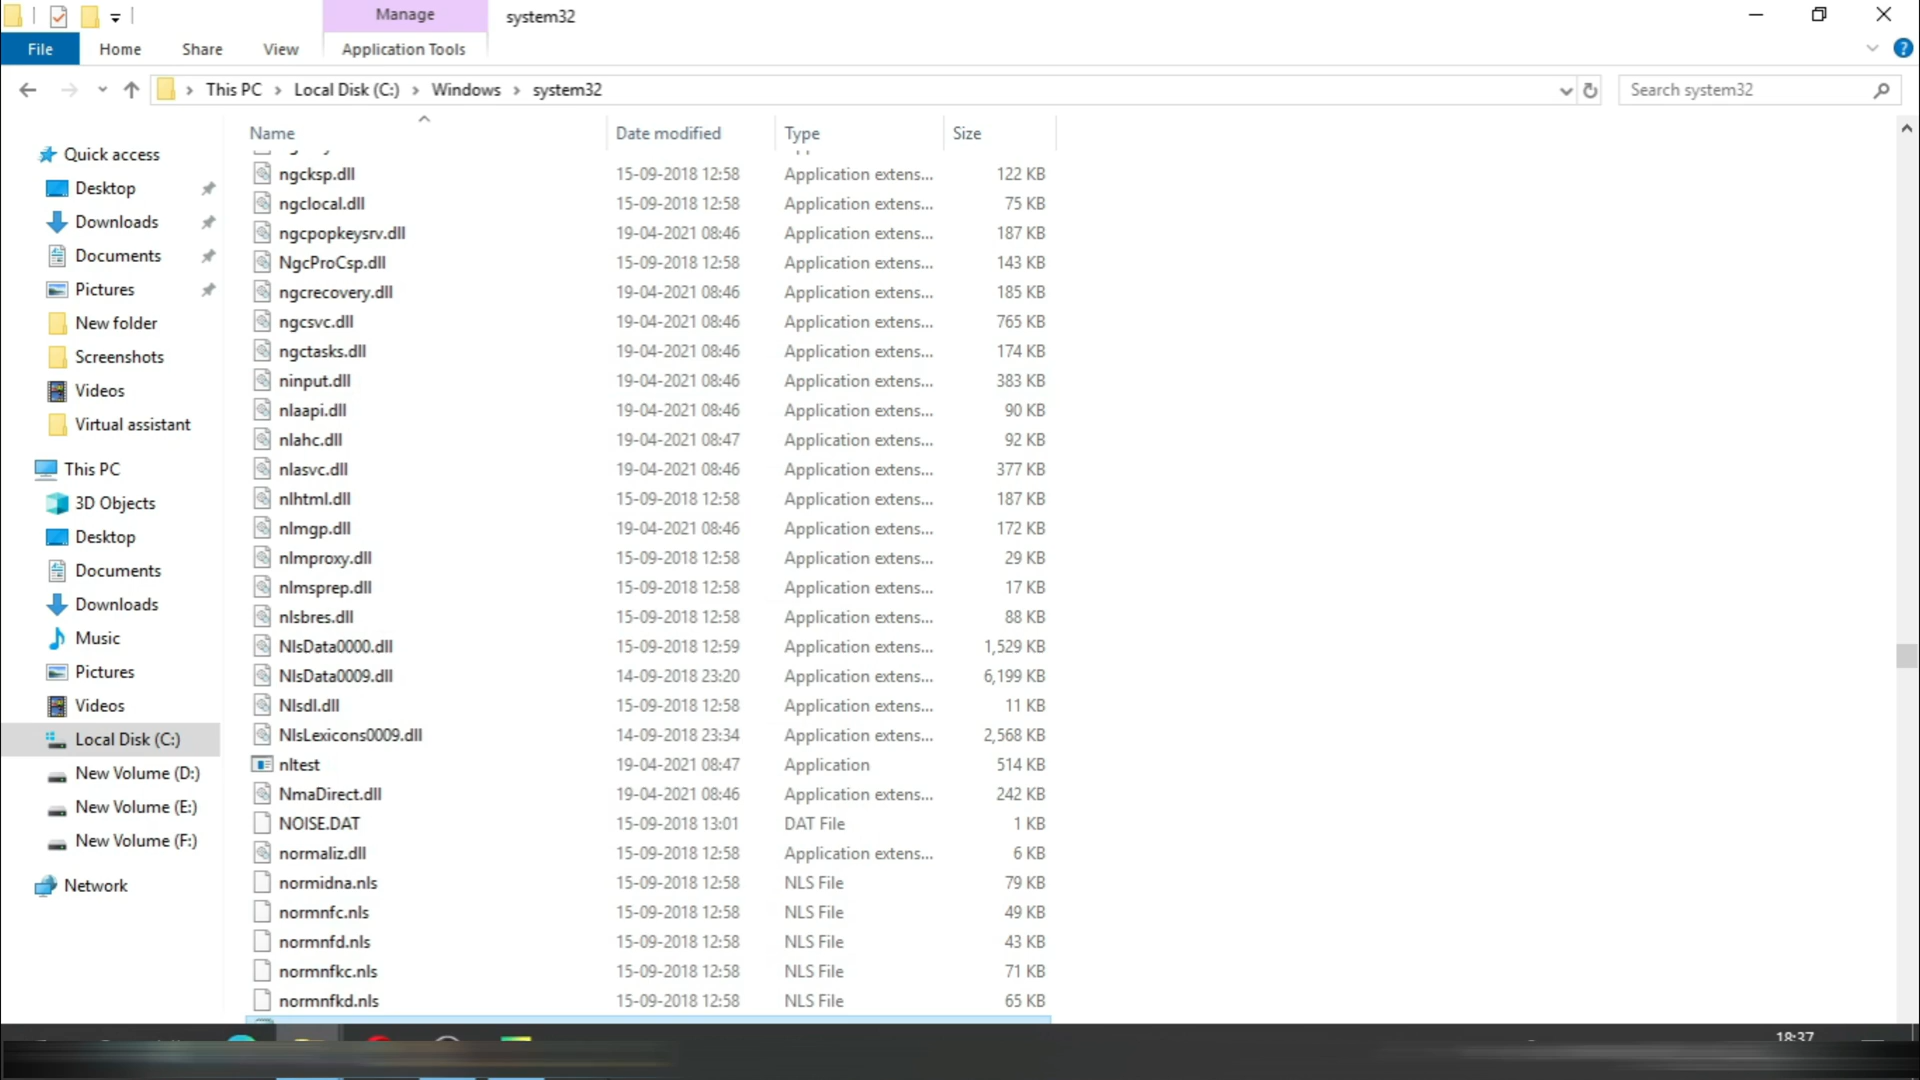 Manage
system32
File
Home
Share
View
Application Tools
This PC
Local Disk (C:)
Windows
system32
Search system32
Name
Date modified
Type
Size
Quick access
Desktop
Downloads
Documents
Pictures
New folder
Screenshots
Videos
Virtual assistant
This PC
3D Objects
Desktop
Documents
Downloads
Music
Pictures
Videos
Local Disk (C:)
New Volume (D:)
New Volume (E:)
New Volume (F:)
Network
ngcksp.dll 15-09-2018 12:58 Application extens... 122 KB
ngclocal.dll 15-09-2018 12:58 Application extens... 75 KB
ngcpopkeysrv.dll 19-04-2021 08:46 Application extens... 187 KB
NgcProCsp.dll 15-09-2018 12:58 Application extens... 143 KB
ngcrecovery.dll 19-04-2021 08:46 Application extens... 185 KB
ngcsvc.dll 19-04-2021 08:46 Application extens... 765 KB
ngctasks.dll 19-04-2021 08:46 Application extens... 174 KB
ninput.dll 19-04-2021 08:46 Application extens... 383 KB
nlaapi.dll 19-04-2021 08:46 Application extens... 90 KB
nlahc.dll 19-04-2021 08:47 Application extens... 92 KB
nlasvc.dll 19-04-2021 08:46 Application extens... 377 KB
nlhtml.dll 15-09-2018 12:58 Application extens... 187 KB
nlmgp.dll 19-04-2021 08:46 Application extens... 172 KB
nlmproxy.dll 15-09-2018 12:58 Application extens... 29 KB
nlmsprep.dll 15-09-2018 12:58 Application extens... 17 KB
nlsbres.dll 15-09-2018 12:58 Application extens... 88 KB
NlsData0000.dll 15-09-2018 12:59 Application extens... 1,529 KB
NlsData0009.dll 14-09-2018 23:20 Application extens... 6,199 KB
Nlsdl.dll 15-09-2018 12:58 Application extens... 11 KB
NlsLexicons0009.dll 14-09-2018 23:34 Application extens... 2,568 KB
nltest 19-04-2021 08:47 Application 514 KB
NmaDirect.dll 19-04-2021 08:46 Application extens... 242 KB
NOISE.DAT 15-09-2018 13:01 DAT File 1 KB
normaliz.dll 15-09-2018 12:58 Application extens... 6 KB
normidna.nls 15-09-2018 12:58 NLS File 79 KB
normnfc.nls 15-09-2018 12:58 NLS File 49 KB
normnfd.nls 15-09-2018 12:58 NLS File 43 KB
normnfkc.nls 15-09-2018 12:58 NLS File 71 KB
normnfkd.nls 15-09-2018 12:58 NLS File 65 KB
18:37